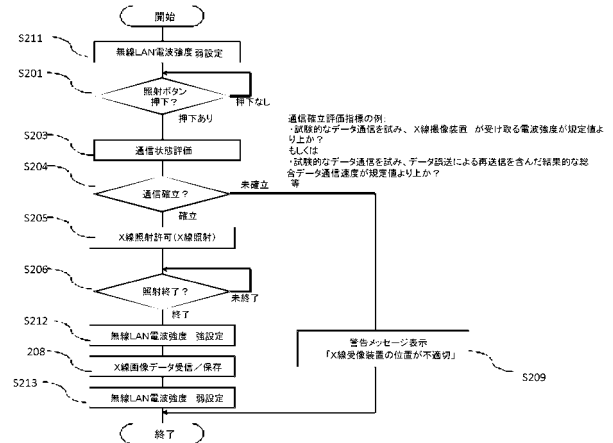 開始
S211
無線LAN電波強度 弱設定
S201
照射ボタン
押下？
押下なし
押下あり
S203
通信状態評価
通信確立評価指標の例:
・試験的なデータ通信を試み、X線撮像装置 が受け取る電波強度が規定値よ
り上か？
もしくは
・試験的なデータ通信を試み、データ誤送による再送信を含んだ結果的な総
合データ通信速度が規定値より上か？
等
S204
通信確立？
未確立
確立
S205
X線照射許可(X線照射)
S206
照射終了？
未終了
終了
S212
無線LAN電波強度 強設定
208
X線画像データ受信／保存
S213
無線LAN電波強度 弱設定
警告メッセージ表示
「X線受像装置の位置が不適切」
S209
終了